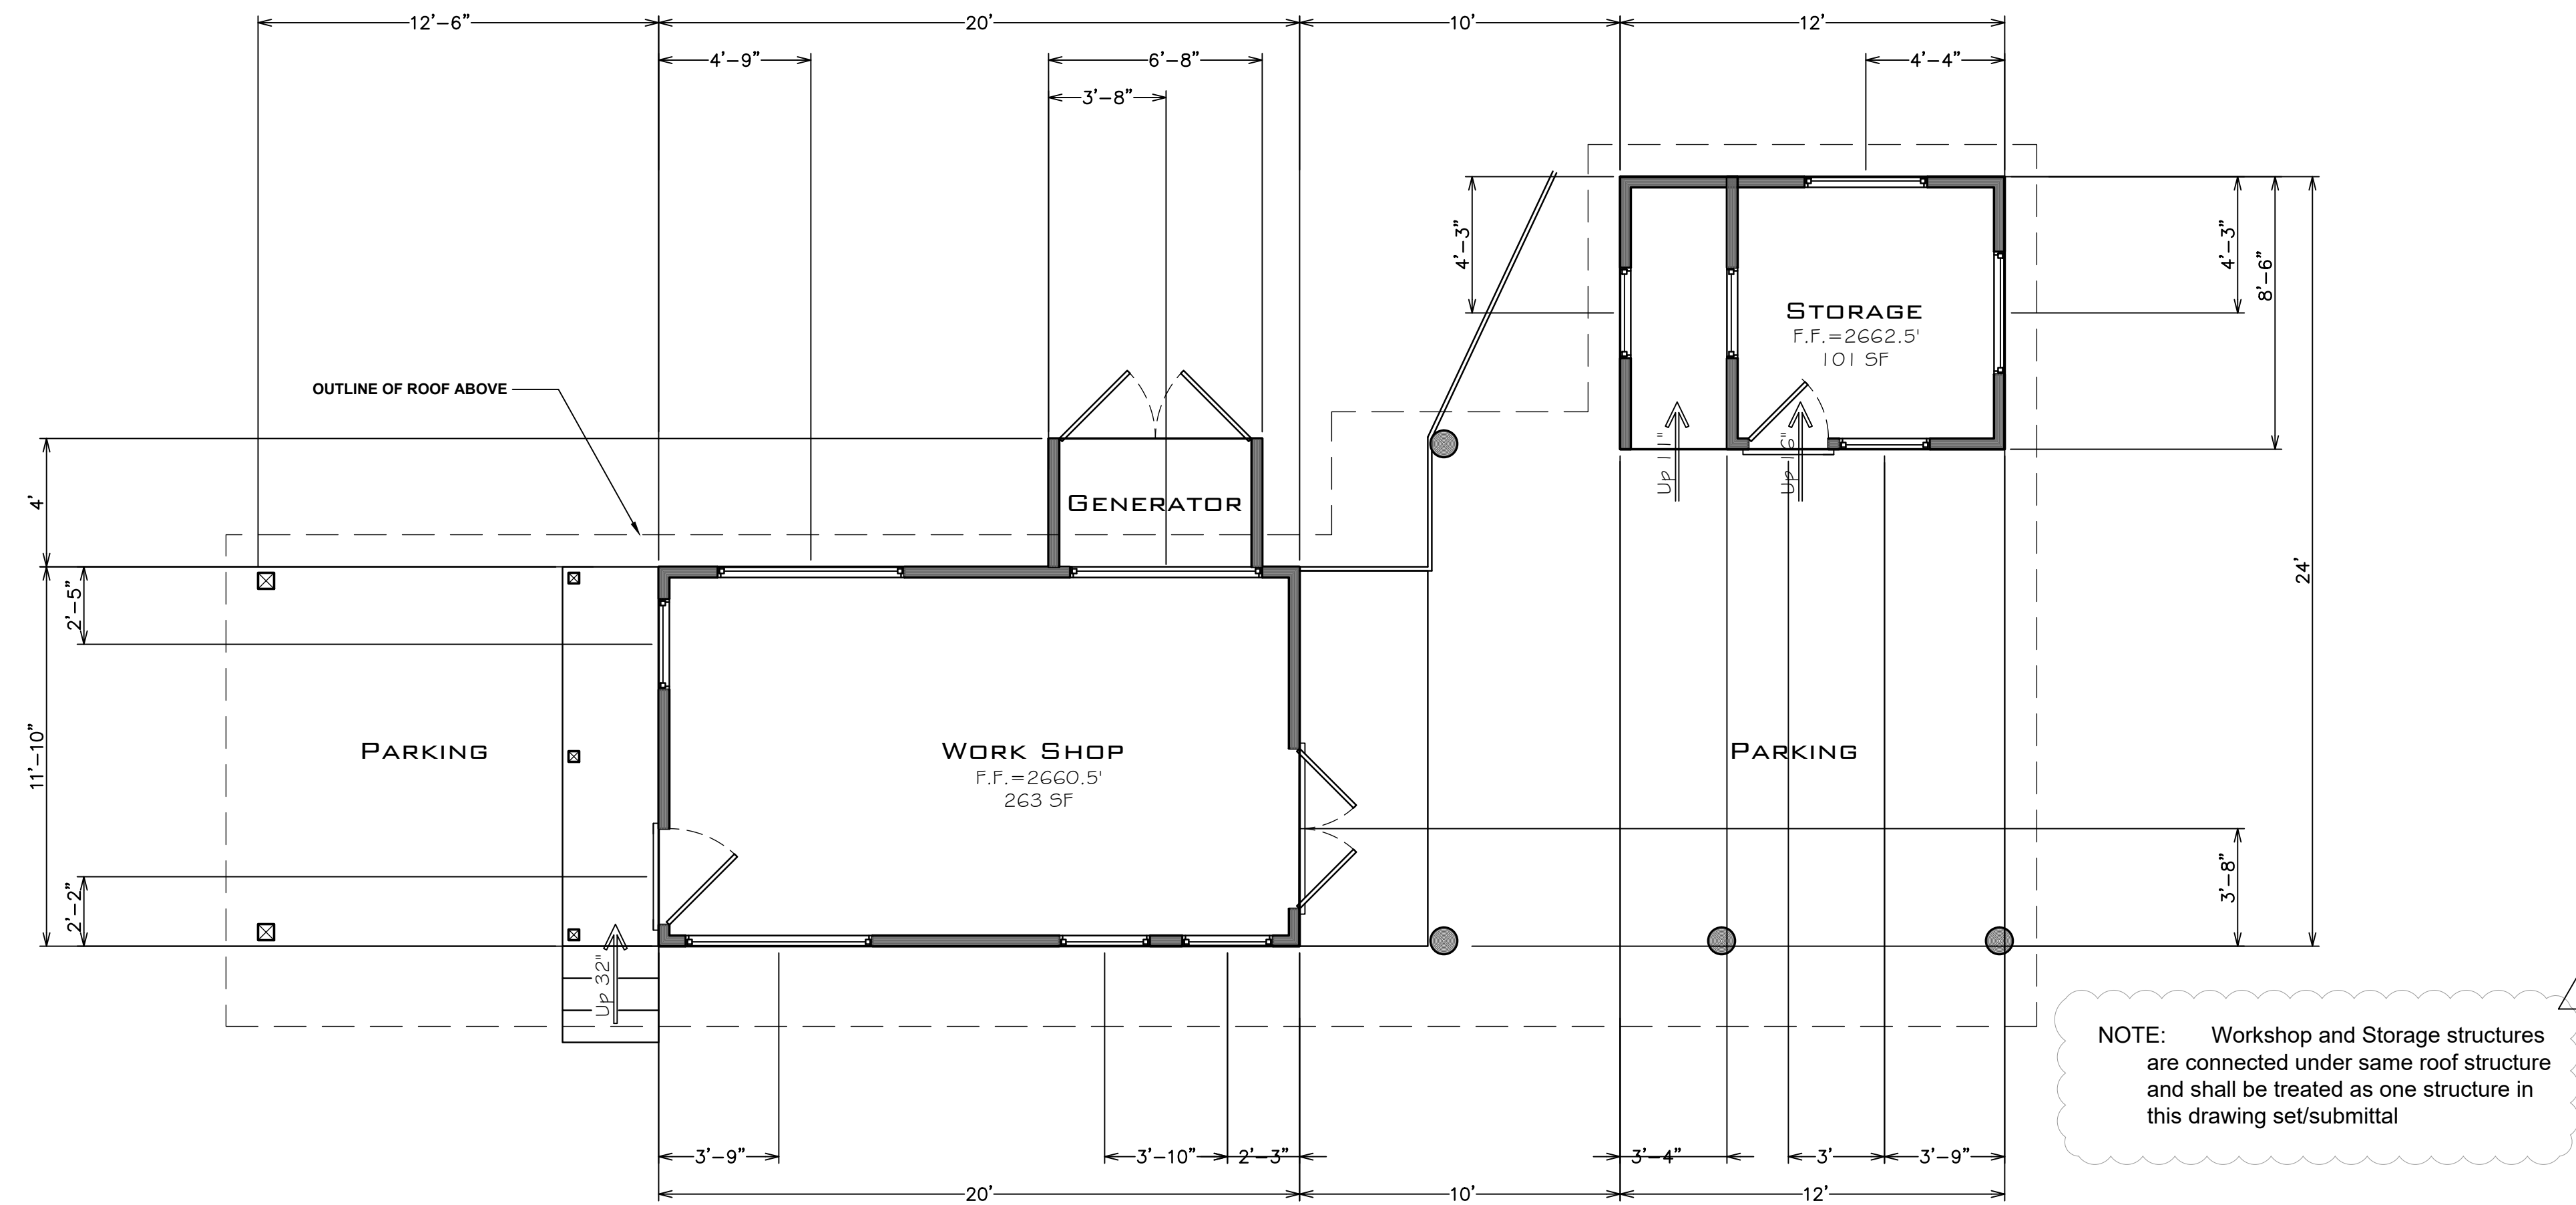 12'-6"
20'
10'
12'
4'-9"
6'-8"
4'-4"
3'-8"
4'-3"
4'-3"
8'-6"
STORAGE
F.F.=2662.5'
101 SF
OUTLINE OF ROOF ABOVE
Up 11"
Up 16"
4'
GENERATOR
24'
2'-5"
11'-10"
PARKING
WORK SHOP
F.F.=2660.5'
263 SF
PARKING
2'-2"
3'-8"
Up 32"
NOTE: Workshop and Storage structures
are connected under same roof structure
and shall be treated as one structure in
this drawing set/submittal
3'-9"
3'-10"
2'-3"
3'-4"
3'
3'-9"
20'
10'
12'